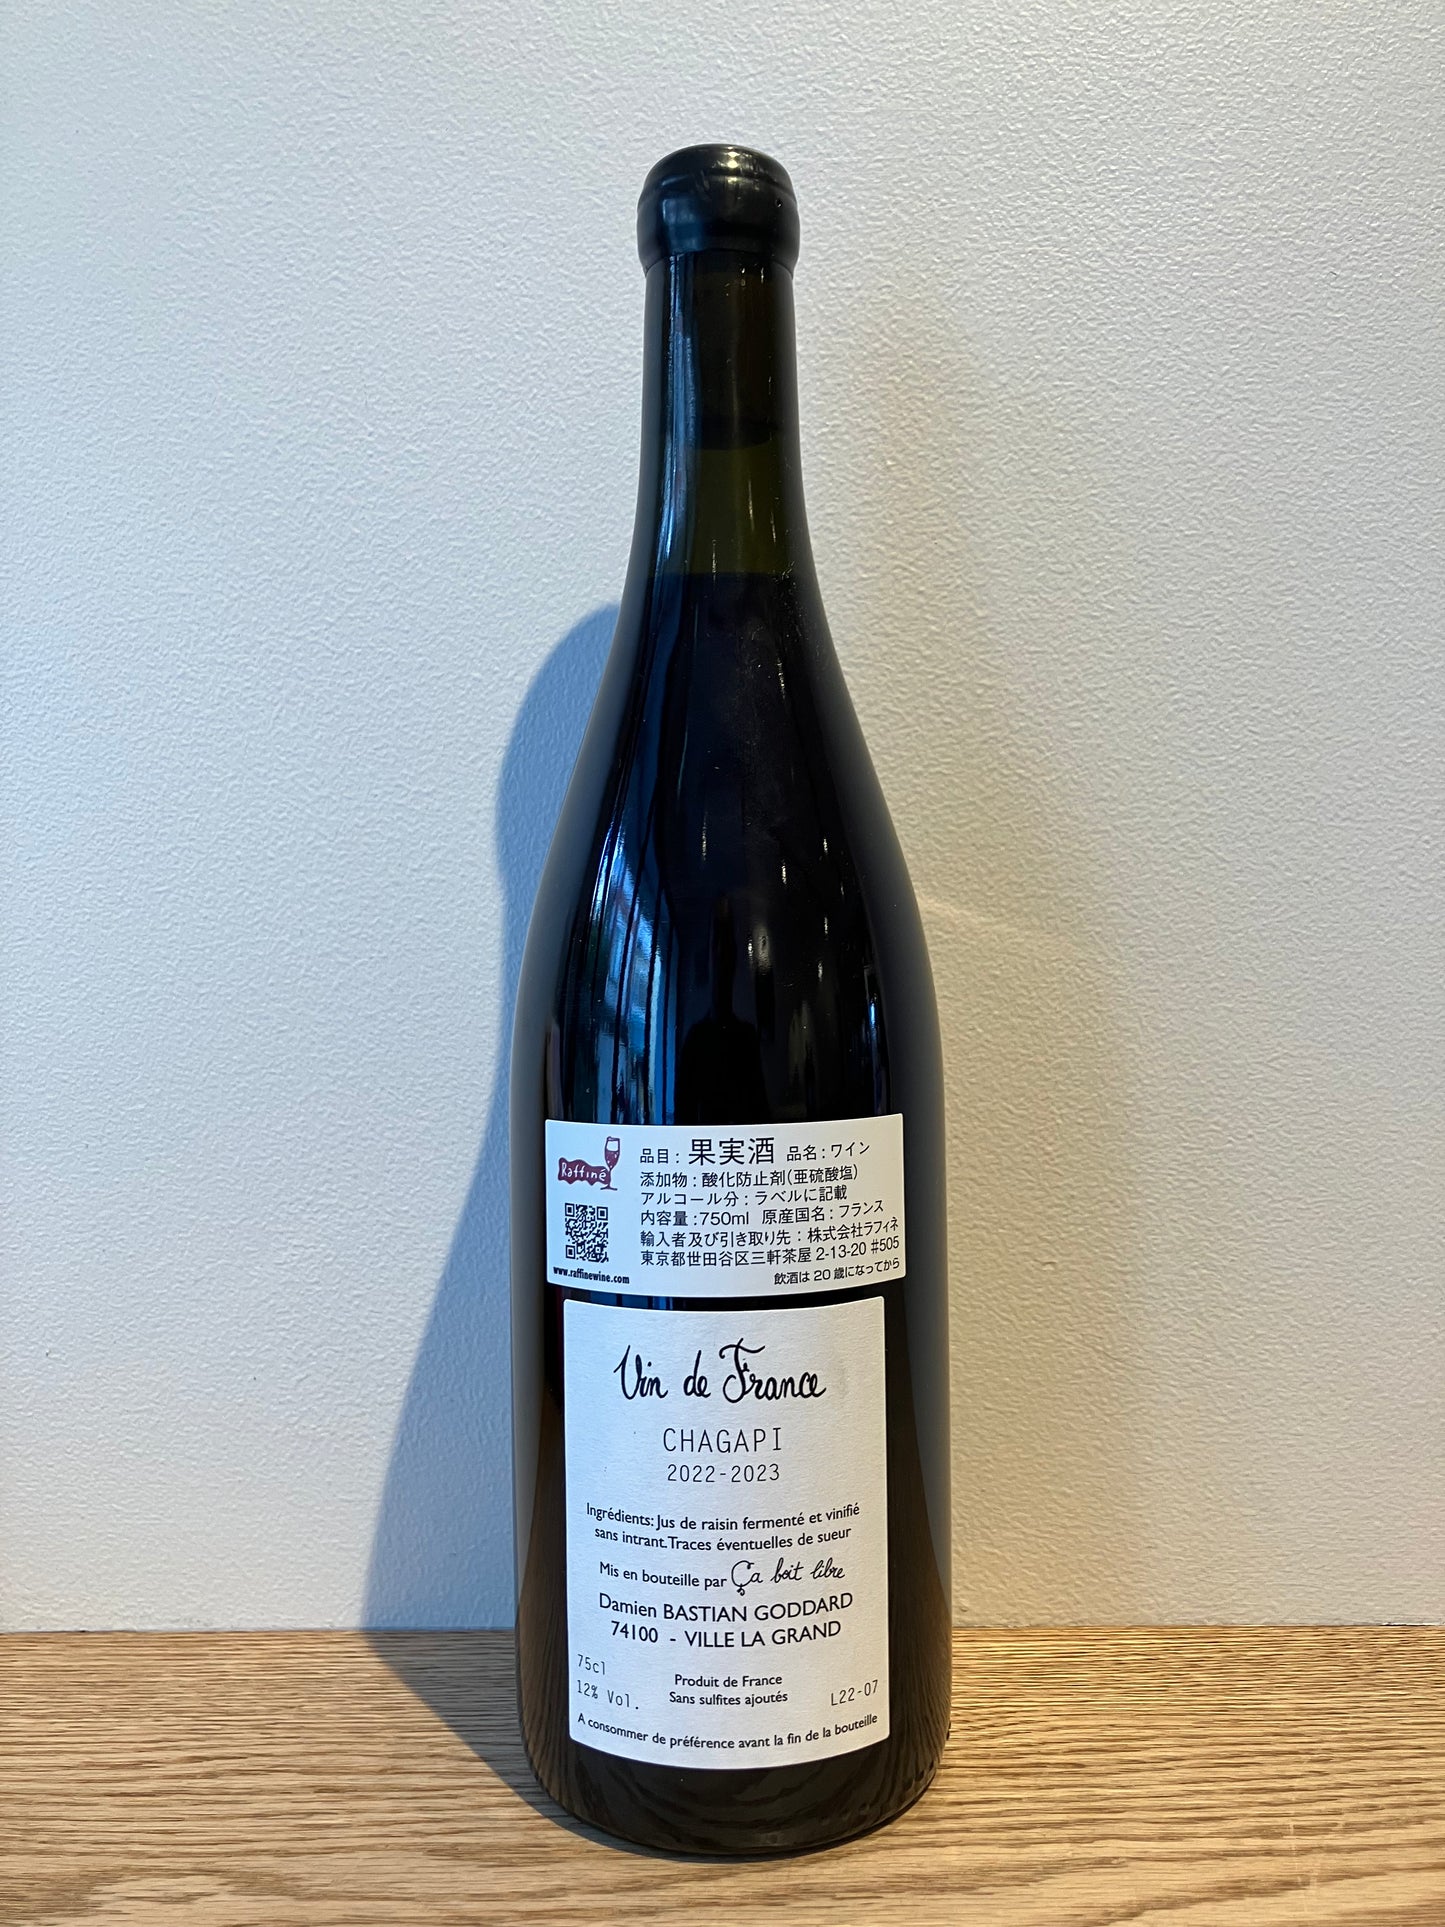 Raffiné
www.raffinewine.com
品目 : 果実酒 品名 : ワイン
添加物 : 酸化防止剤(亜硫酸塩)
アルコール分 : ラベルに記載
内容量 :750ml 原産国名 : フランス
輸入者及び引き取り先 : 株式会社ラフィネ
東京都世田谷区三軒茶屋 2-13-20 #505
飲酒は 20 歳になってから
Vin de France
CHAGAPI
2022-2023
Ingrédients: Jus de raisin fermenté et vinifié
sans intrant. Traces éventuelles de sueur
Mis en bouteille par Ça boit libre
Damien BASTIAN GODDARD
74100 - VILLE LA GRAND
75cl
12% Vol.
Produit de France
Sans sulfites ajoutés
L22-07
A consommer de préférence avant la fin de la bouteille